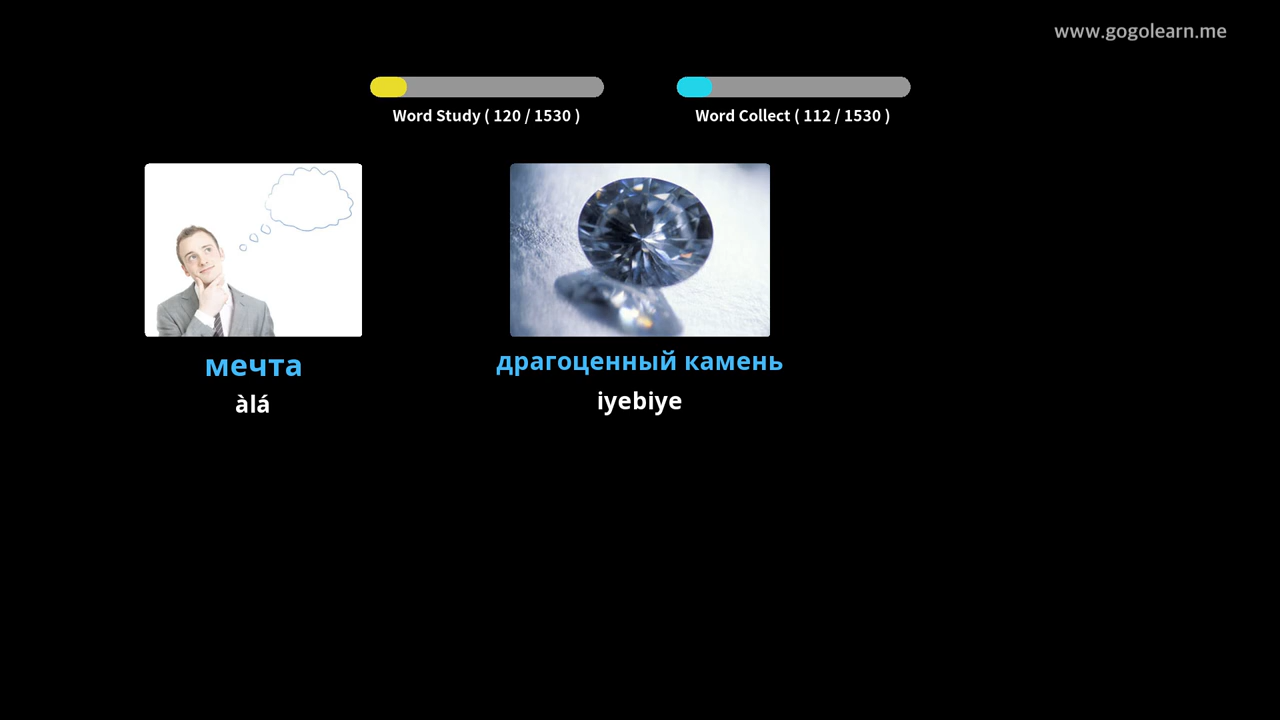 www.gogolearn.me
Word Study ( 120 / 1530 )
Word Collect ( 112 / 1530 )
мечта
àlá
драгоценный камень
iyebiye